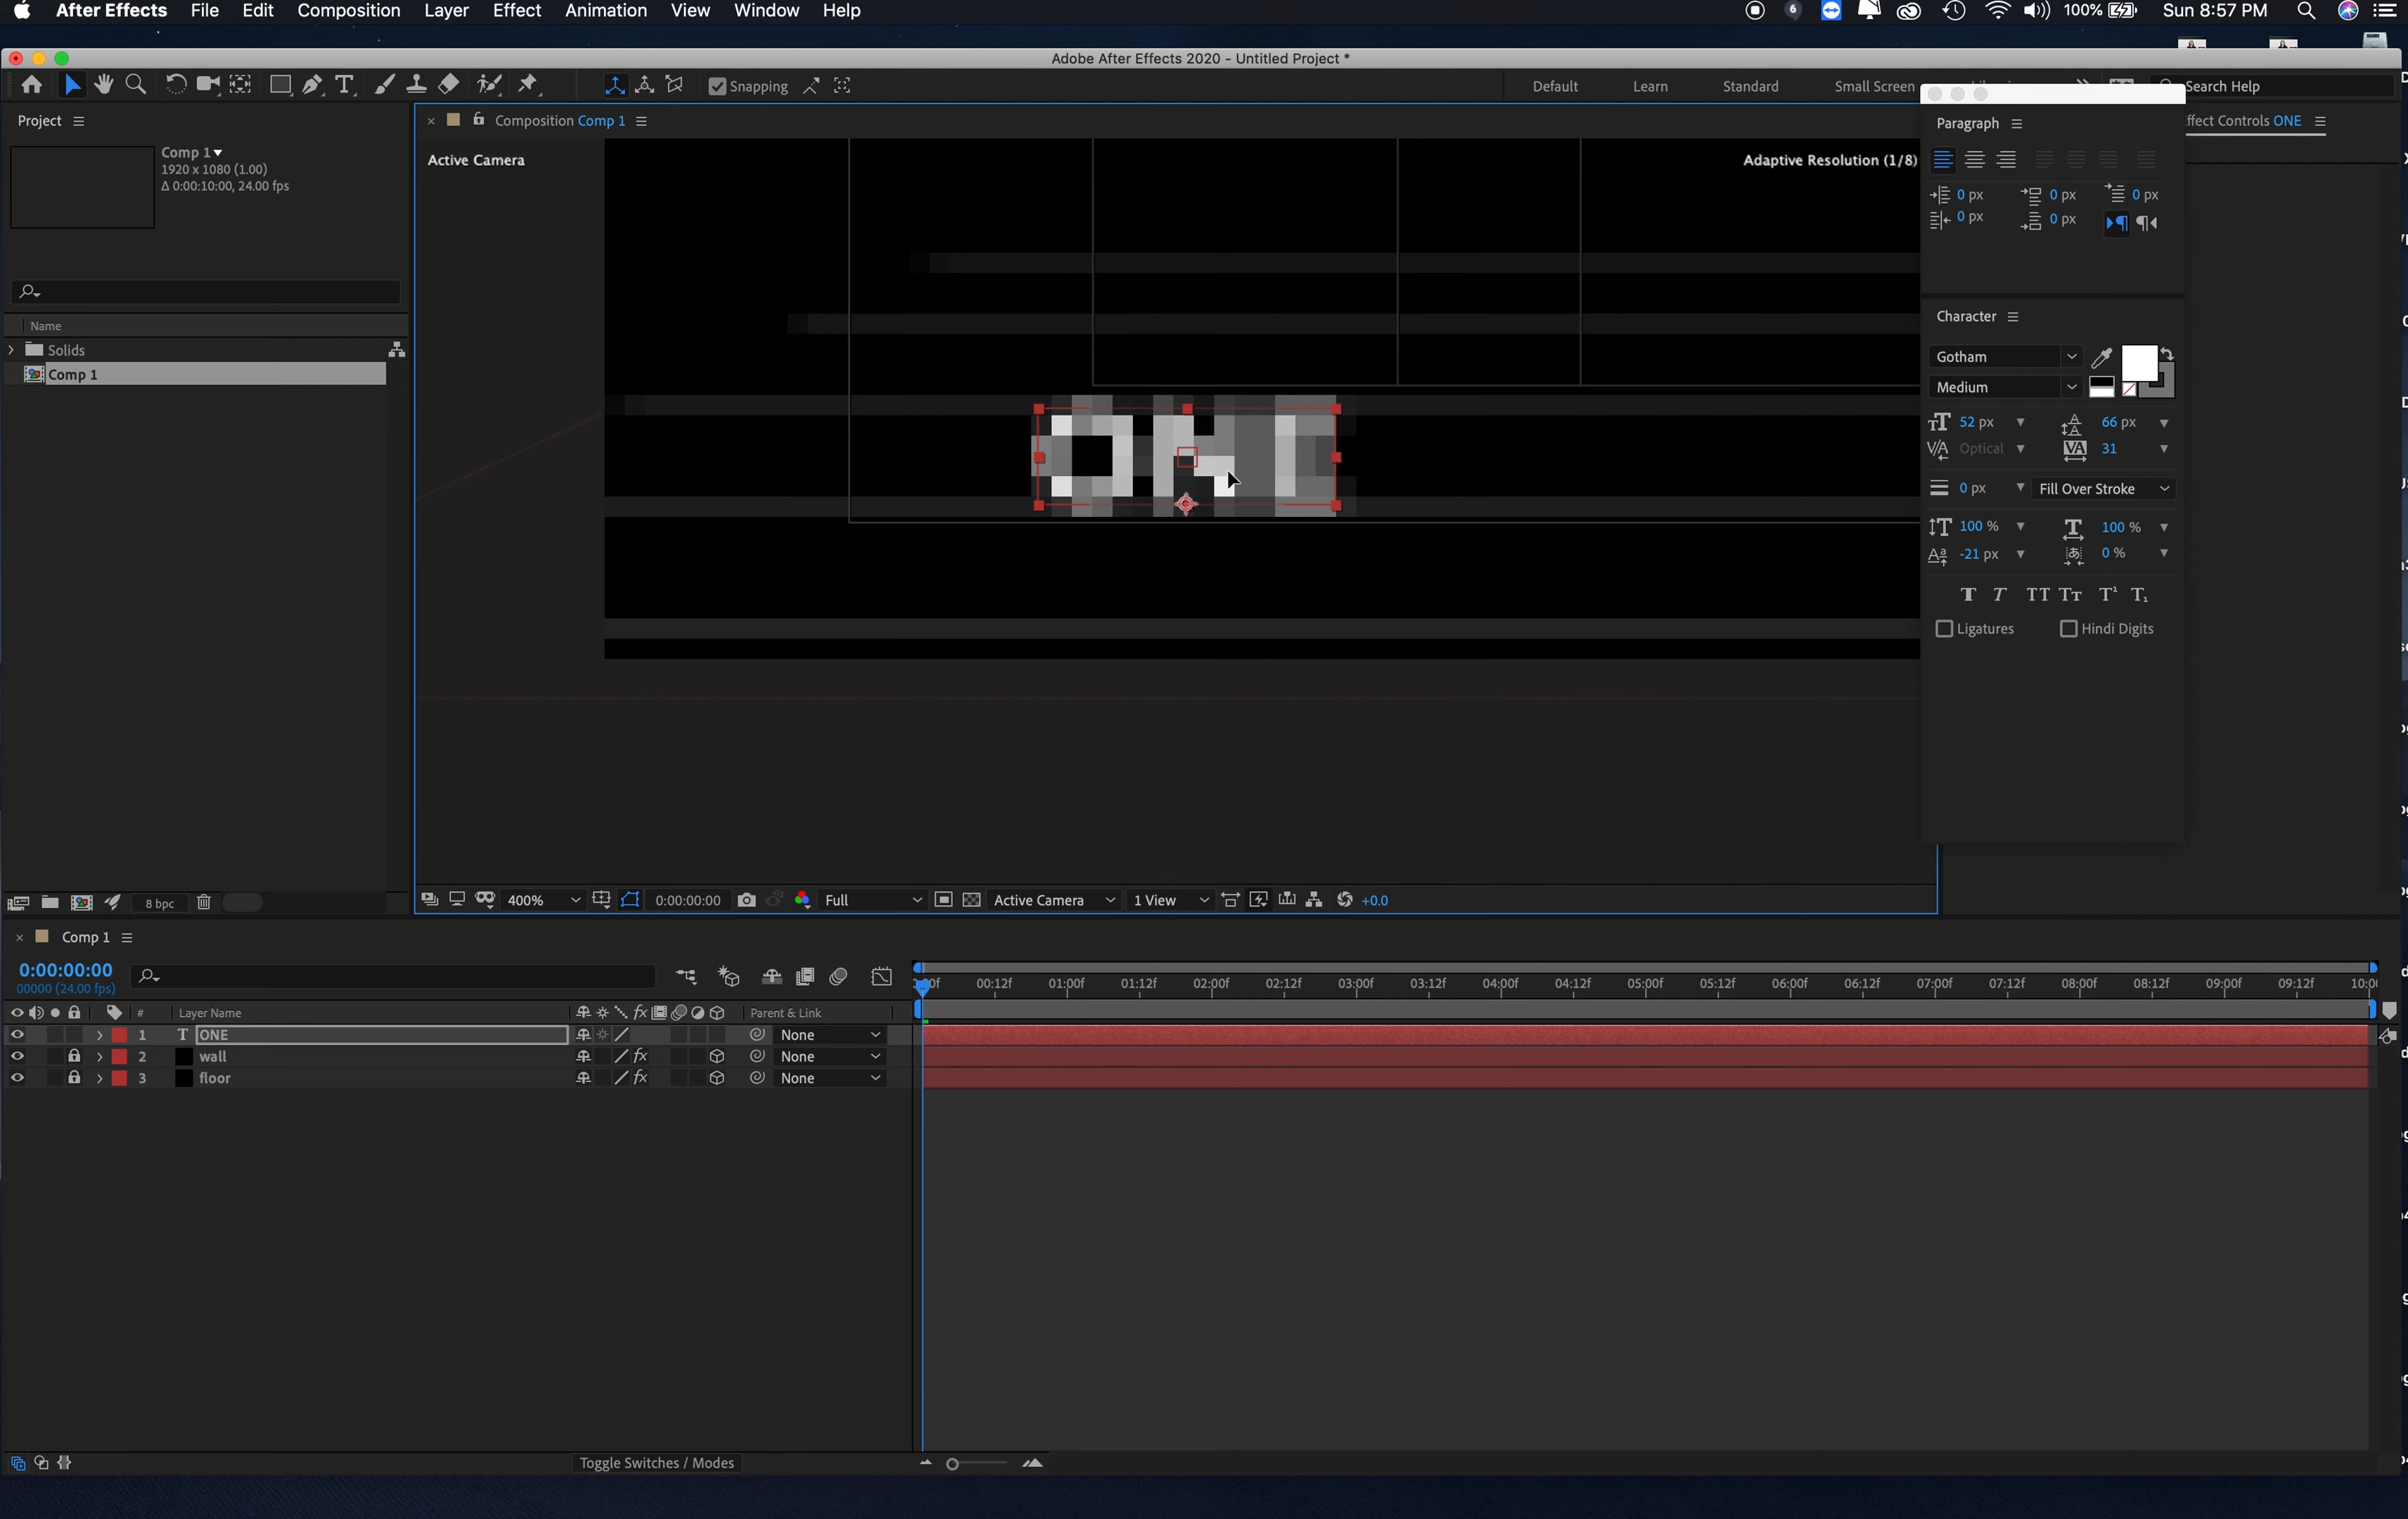 After Effects File Edit Composition Layer Effect Animation View Window Help 6 100% Sun 8:57 PM
Adobe After Effects 2020 - Untitled Project *
Snapping Default Learn Standard Small Screen Search Help
Project
Composition Comp 1
ffect Controls ONE
Comp 1
1920 x 1080 (1.00)
Δ 0:00:10:00, 24.00 fps
Active Camera
Adaptive Resolution (1/8)
Paragraph
0 px 0 px 0 px
0 px 0 px
Name
Solids
Comp 1
Character
Gotham
Medium
52 px 66 px
Optical 31
0 px Fill Over Stroke
100 % 100 %
-21 px 0 %
T T TT Tт T¹ T₁
Ligatures Hindi Digits
8 bpc
400% 0:00:00:00 Full Active Camera 1 View +0.0
Comp 1
0:00:00:00
00000 (24.00 fps)
00:12f 01:00f 01:12f 02:00f 02:12f 03:00f 03:12f 04:00f 04:12f 05:00f 05:12f 06:00f 06:12f 07:00f 07:12f 08:00f 08:12f 09:00f 09:12f 10:0
# Layer Name Parent & Link
1 T ONE None
2 wall fx None
3 floor fx None
Toggle Switches / Modes